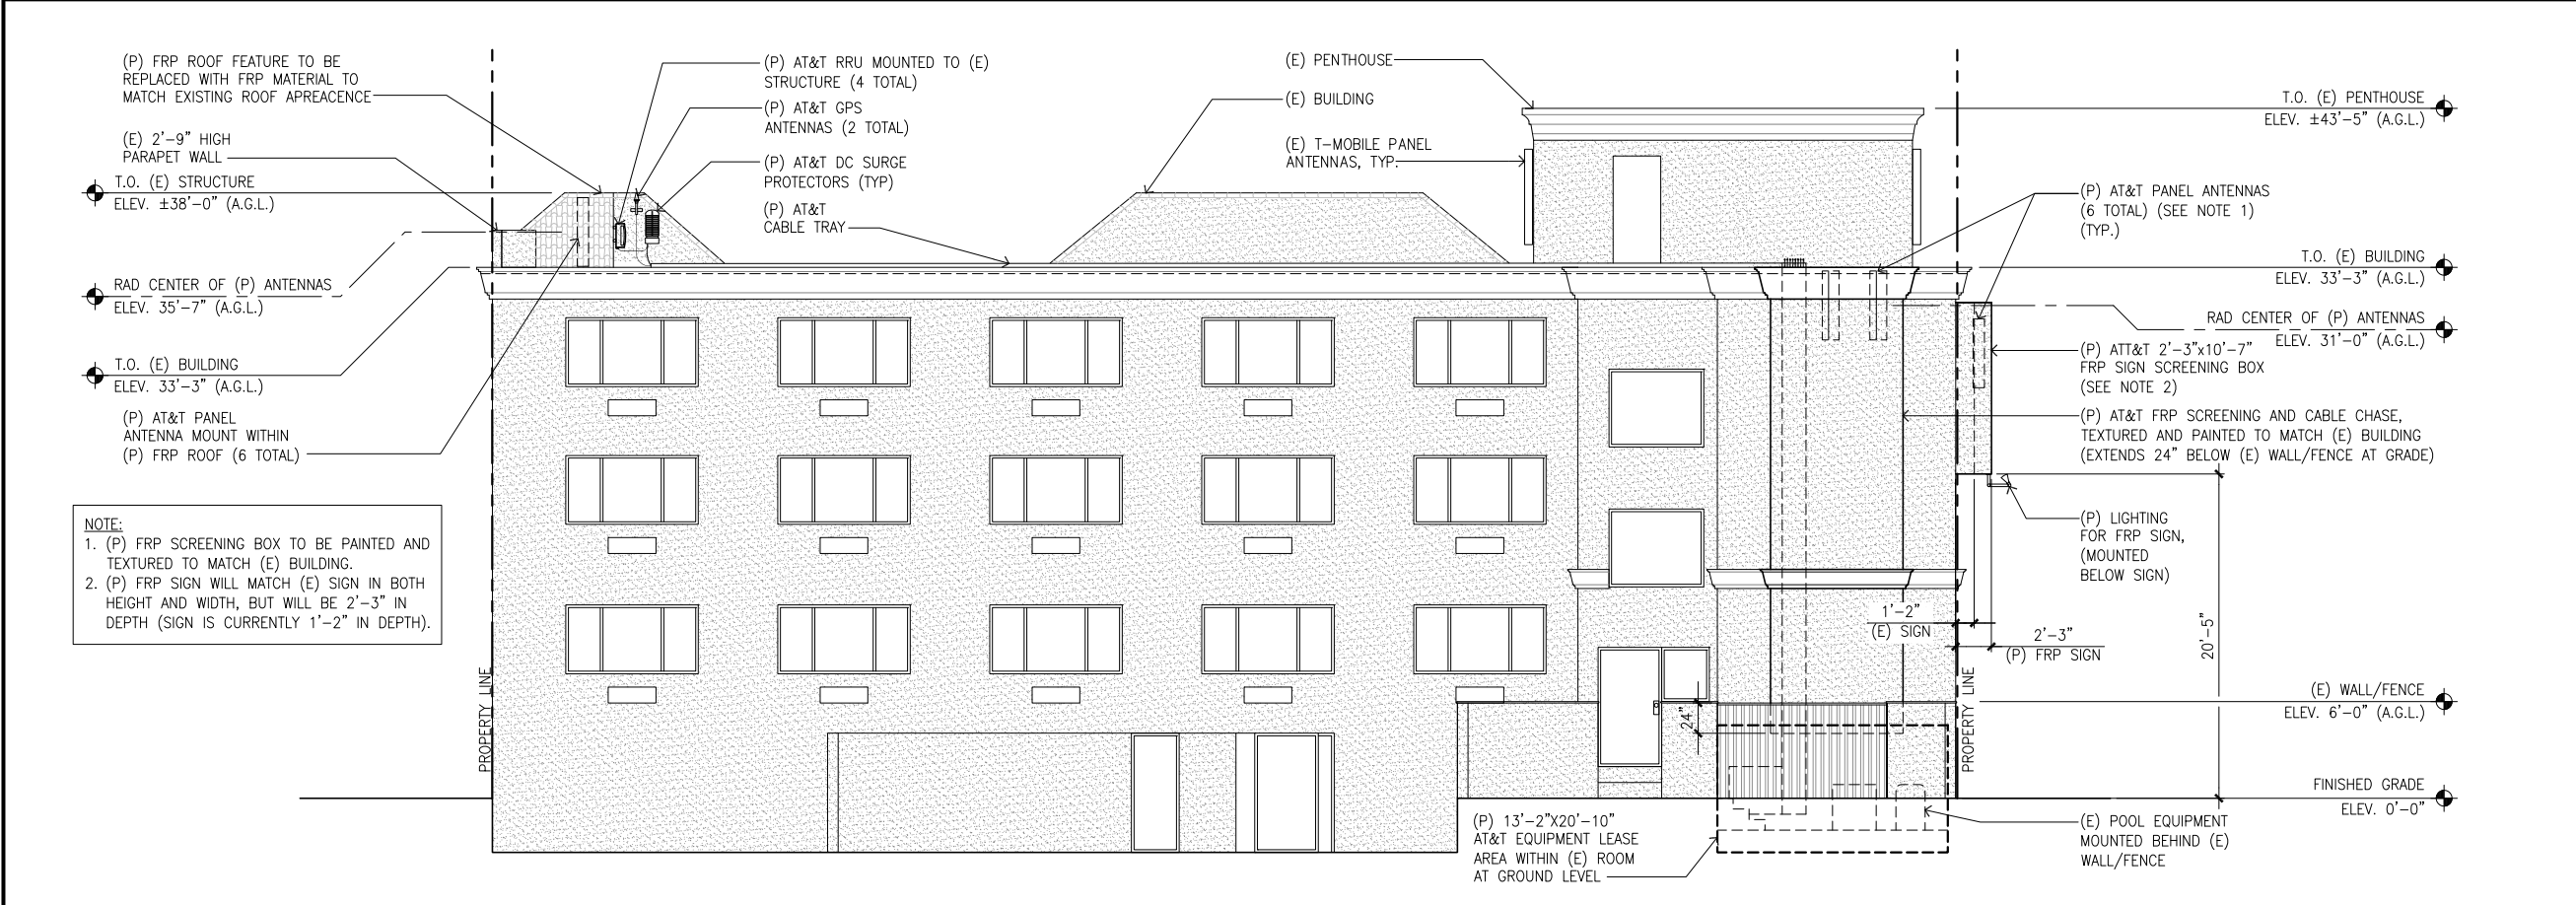 (P) FRP ROOF FEATURE TO BE
REPLACED WITH FRP MATERIAL TO
MATCH EXISTING ROOF APREACENCE
(E) 2'-9" HIGH
PARAPET WALL
T.O. (E) STRUCTURE
ELEV. ±38'-0" (A.G.L.)
RAD CENTER OF (P) ANTENNAS
ELEV. 35'-7" (A.G.L.)
T.O. (E) BUILDING
ELEV. 33'-3" (A.G.L.)
(P) AT&T PANEL
ANTENNA MOUNT WITHIN
(P) FRP ROOF (6 TOTAL)
NOTE:
1. (P) FRP SCREENING BOX TO BE PAINTED AND
TEXTURED TO MATCH (E) BUILDING.
2. (P) FRP SIGN WILL MATCH (E) SIGN IN BOTH
HEIGHT AND WIDTH, BUT WILL BE 2'-3" IN
DEPTH (SIGN IS CURRENTLY 1'-2" IN DEPTH).
PROPERTY LINE
(P) AT&T RRU MOUNTED TO (E)
STRUCTURE (4 TOTAL)
(P) AT&T GPS
ANTENNAS (2 TOTAL)
(P) AT&T DC SURGE
PROTECTORS (TYP)
(P) AT&T
CABLE TRAY
(E) PENTHOUSE
(E) BUILDING
(E) T-MOBILE PANEL
ANTENNAS, TYP.
T.O. (E) PENTHOUSE
ELEV. ±43'-5" (A.G.L.)
(P) AT&T PANEL ANTENNAS
(6 TOTAL) (SEE NOTE 1)
(TYP.)
T.O. (E) BUILDING
ELEV. 33'-3" (A.G.L.)
RAD CENTER OF (P) ANTENNAS
ELEV. 31'-0" (A.G.L.)
(P) ATT&T 2'-3"x10'-7"
FRP SIGN SCREENING BOX
(SEE NOTE 2)
(P) AT&T FRP SCREENING AND CABLE CHASE,
TEXTURED AND PAINTED TO MATCH (E) BUILDING
(EXTENDS 24" BELOW (E) WALL/FENCE AT GRADE)
(P) LIGHTING
FOR FRP SIGN,
(MOUNTED
BELOW SIGN)
1'-2"
(E) SIGN
2'-3"
(P) FRP SIGN
20'-5"
24"
PROPERTY LINE
(E) WALL/FENCE
ELEV. 6'-0" (A.G.L.)
FINISHED GRADE
ELEV. 0'-0"
(P) 13'-2"X20'-10"
AT&T EQUIPMENT LEASE
AREA WITHIN (E) ROOM
AT GROUND LEVEL
(E) POOL EQUIPMENT
MOUNTED BEHIND (E)
WALL/FENCE